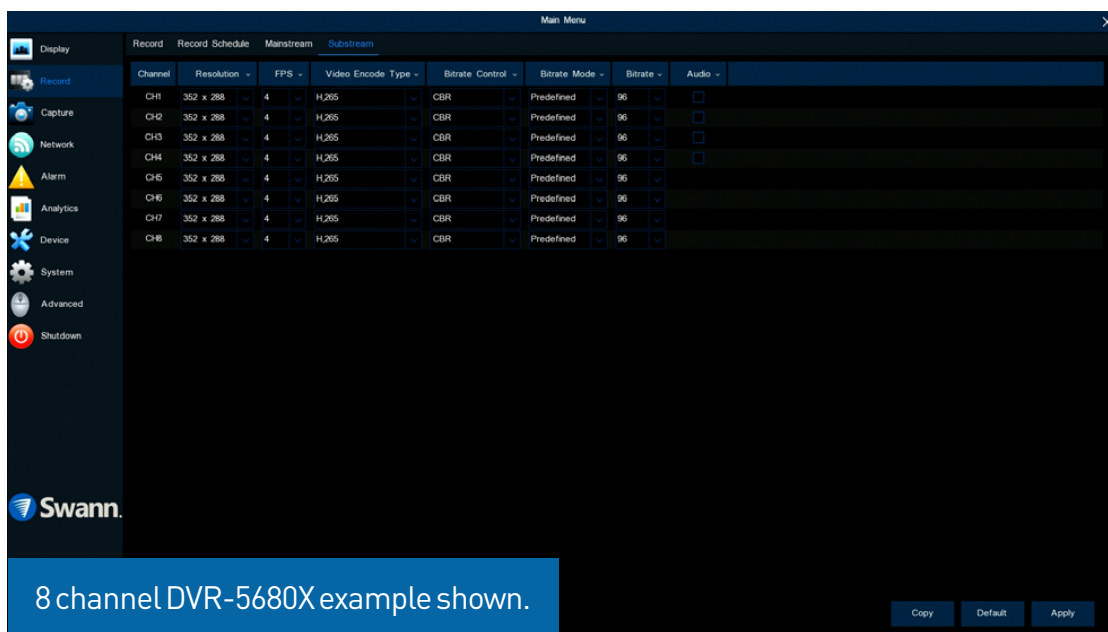 Main Menu
X
Display
Record
Capture
Network
Alarm
Analytics
Device
System
Advanced
Shutdown
Swann.
Record Record Schedule Mainstream Substream
Channel Resolution FPS Video Encode Type Bitrate Control Bitrate Mode Bitrate Audio
CH1 352 x 288 4 H.265 CBR Predefined 96
CH2 352 x 288 4 H.265 CBR Predefined 96
CH3 352 x 288 4 H.265 CBR Predefined 96
CH4 352 x 288 4 H.265 CBR Predefined 96
CH5 352 x 288 4 H.265 CBR Predefined 96
CH6 352 x 288 4 H.265 CBR Predefined 96
CH7 352 x 288 4 H.265 CBR Predefined 96
CH8 352 x 288 4 H.265 CBR Predefined 96
8 channel DVR-5680X example shown.
Copy Default Apply